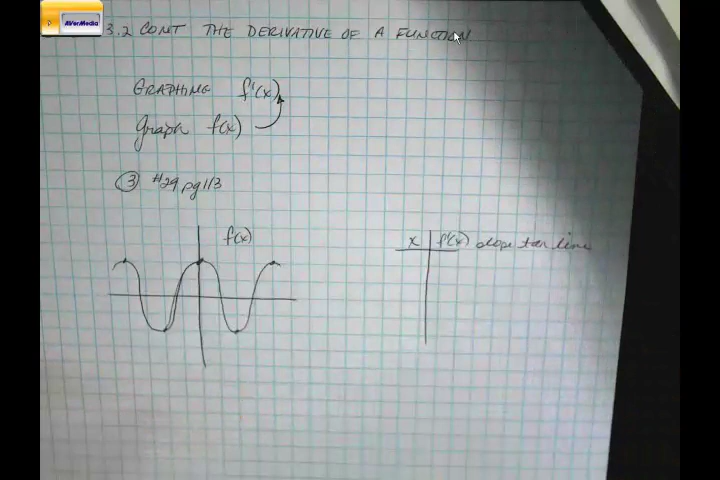 AVerMedia
3.2 CONT THE DERIVATIVE OF A FUNCTION
GRAPHING f'(x)
Graph f(x)
③ #29 pg 113
f(x)
x f'(x) slope tan line